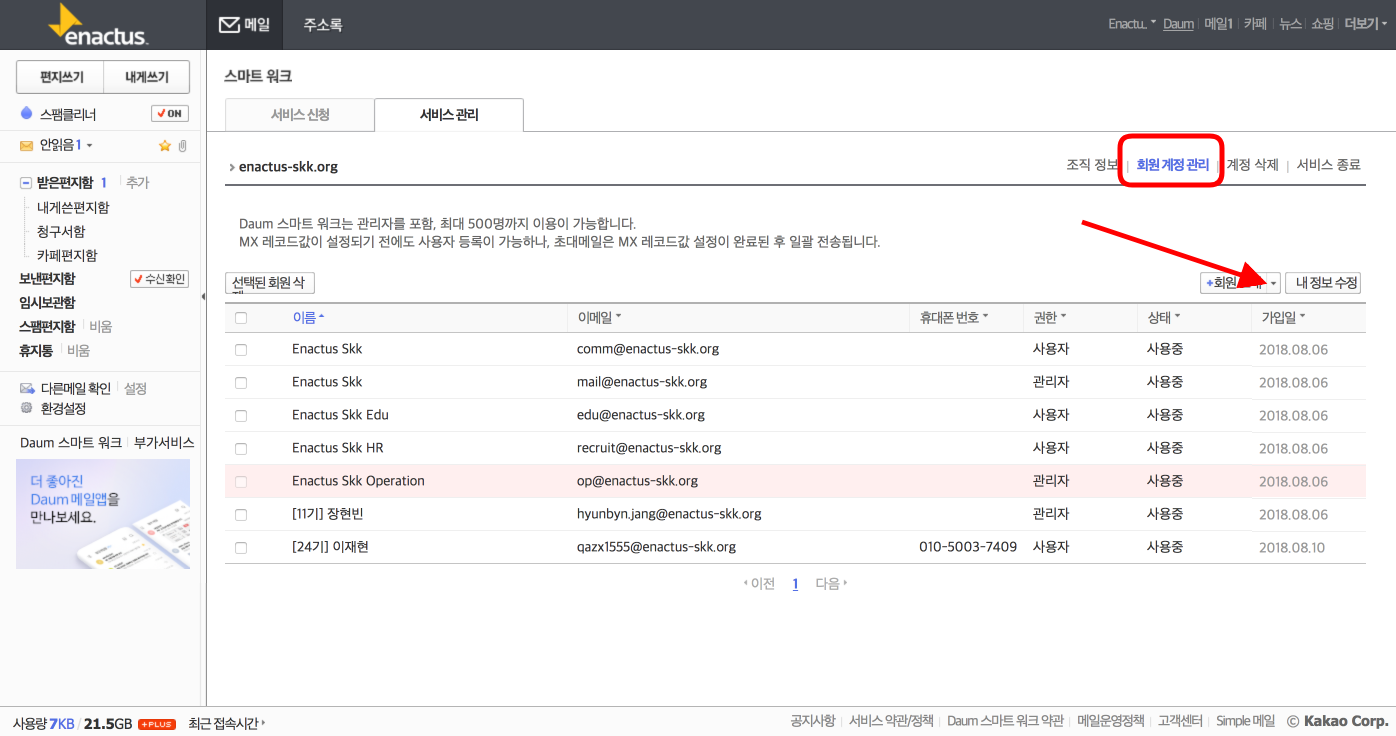 enactus.
메일
주소록
Enactu.. Daum 메일1 카페 뉴스 쇼핑 더보기
편지쓰기 내게쓰기
스팸클리너 ON
안읽음 1
받은편지함 1 추가
내게쓴편지함
청구서함
카페편지함
보낸편지함 수신확인
임시보관함
스팸편지함 비움
휴지통 비움
다른메일 확인 설정
환경설정
Daum 스마트 워크 부가서비스
더 좋아진
Daum 메일앱을
만나보세요.
스마트 워크
서비스 신청 서비스 관리
enactus-skk.org
조직 정보 회원 계정 관리 계정 삭제 서비스 종료
Daum 스마트 워크는 관리자를 포함, 최대 500명까지 이용이 가능합니다.
MX 레코드값이 설정되기 전에도 사용자 등록이 가능하나, 초대메일은 MX 레코드값 설정이 완료된 후 일괄 전송됩니다.
선택된 회원 삭
+회원 내 정보 수정
이름 이메일 휴대폰 번호 권한 상태 가입일
Enactus Skk comm@enactus-skk.org 사용자 사용중 2018.08.06
Enactus Skk mail@enactus-skk.org 관리자 사용중 2018.08.06
Enactus Skk Edu edu@enactus-skk.org 사용자 사용중 2018.08.06
Enactus Skk HR recruit@enactus-skk.org 사용자 사용중 2018.08.06
Enactus Skk Operation op@enactus-skk.org 관리자 사용중 2018.08.06
[11기] 장현빈 hyunbyn.jang@enactus-skk.org 관리자 사용중 2018.08.06
[24기] 이재현 qazx1555@enactus-skk.org 010-5003-7409 사용자 사용중 2018.08.10
이전 1 다음
사용량 7KB / 21.5GB +PLUS 최근 접속시간
공지사항 서비스 약관/정책 Daum 스마트 워크 약관 메일운영정책 고객센터 Simple 메일 © Kakao Corp.